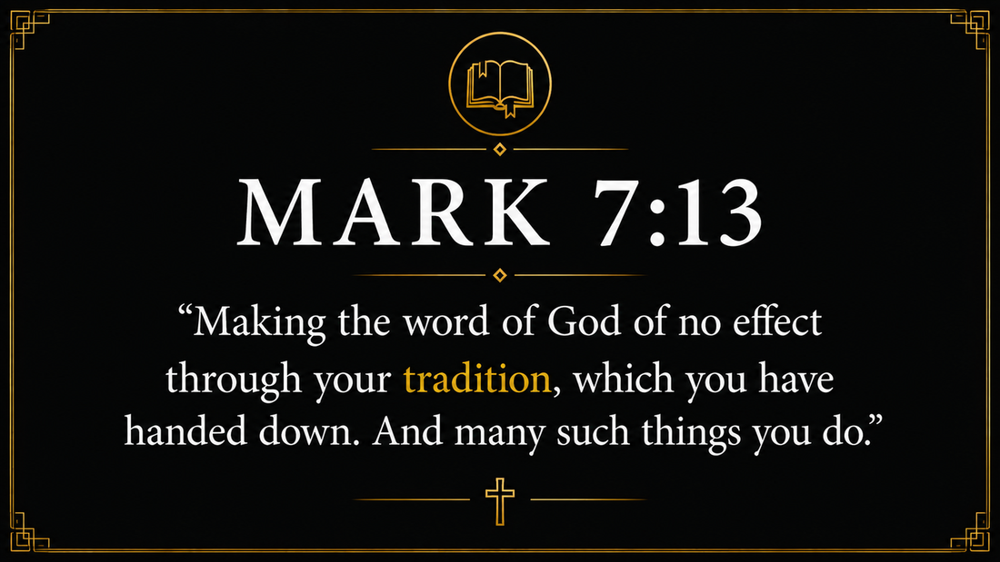 MARK 7:13
“Making the word of God of no effect
through your tradition, which you have
handed down. And many such things you do.”